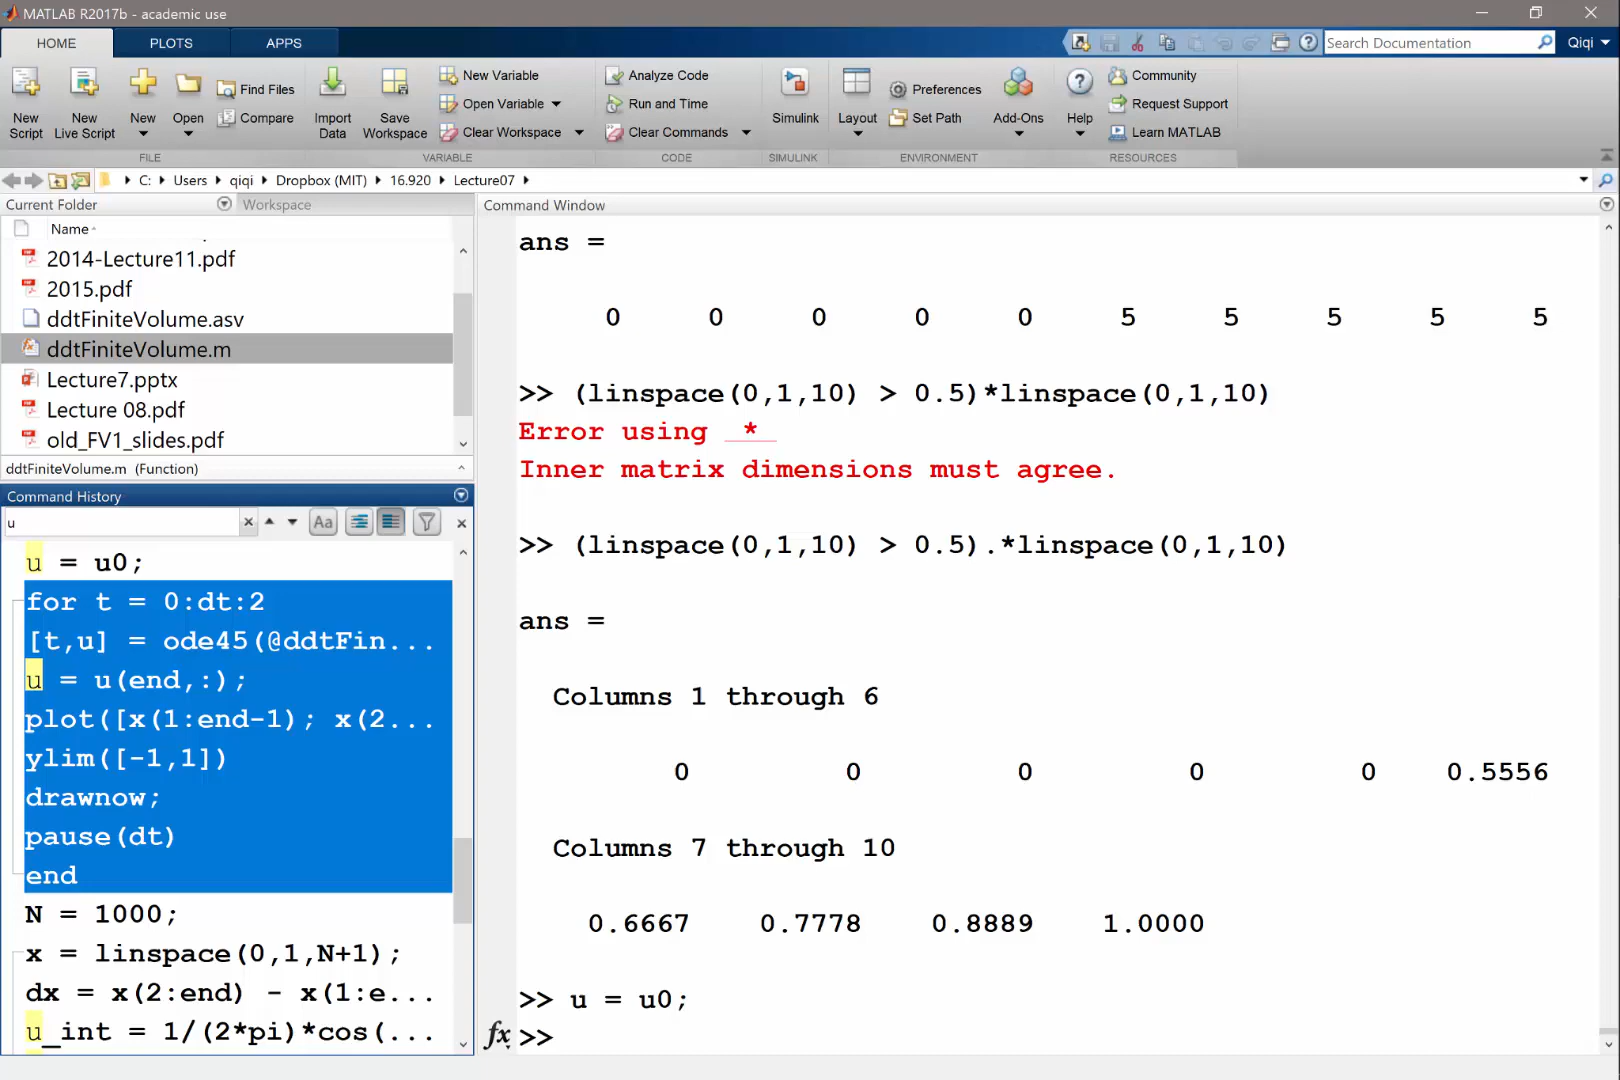 MATLAB R2017b - academic use
HOME PLOTS APPS
Search Documentation
Qiqi
New Script
New Live Script
New
Open
Find Files
Compare
Import Data
Save Workspace
New Variable
Open Variable
Clear Workspace
Analyze Code
Run and Time
Clear Commands
Simulink
Layout
Preferences
Set Path
Add-Ons
Help
Community
Request Support
Learn MATLAB
FILE VARIABLE CODE SIMULINK ENVIRONMENT RESOURCES
C: Users qiqi Dropbox (MIT) 16.920 Lecture07
Current Folder Workspace
Name
2014-Lecture11.pdf
2015.pdf
ddtFiniteVolume.asv
ddtFiniteVolume.m
Lecture7.pptx
Lecture 08.pdf
old_FV1_slides.pdf
ddtFiniteVolume.m (Function)
Command History
u
Aa
u = u0;
for t = 0:dt:2
[t,u] = ode45(@ddtFin...
u = u(end,:);
plot([x(1:end-1); x(2...
ylim([-1,1])
drawnow;
pause(dt)
end
N = 1000;
x = linspace(0,1,N+1);
dx = x(2:end) - x(1:e...
u_int = 1/(2*pi)*cos(...
Command Window
ans =
0 0 0 0 0 5 5 5 5 5
>> (linspace(0,1,10) > 0.5)*linspace(0,1,10)
Error using *
Inner matrix dimensions must agree.
>> (linspace(0,1,10) > 0.5).*linspace(0,1,10)
ans =
Columns 1 through 6
0 0 0 0 0 0.5556
Columns 7 through 10
0.6667 0.7778 0.8889 1.0000
>> u = u0;
fx >>